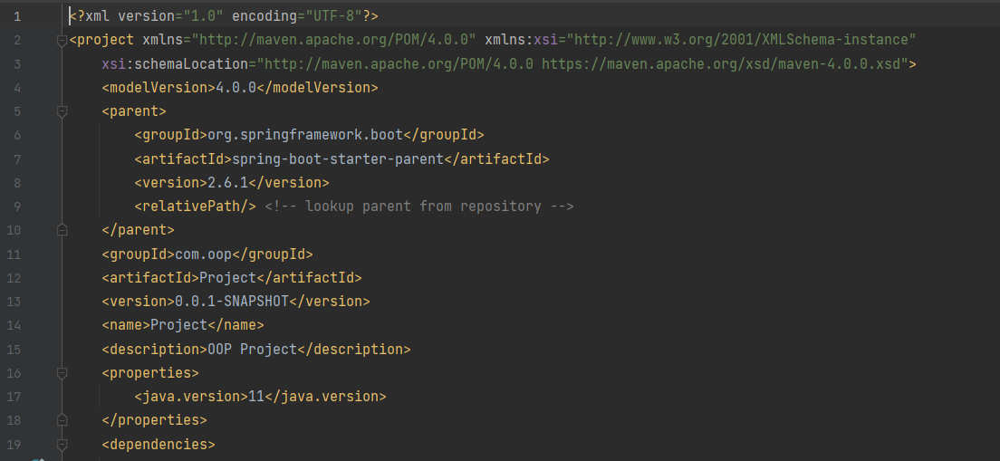 1 <?xml version="1.0" encoding="UTF-8"?>
2 <project xmlns="http://maven.apache.org/POM/4.0.0" xmlns:xsi="http://www.w3.org/2001/XMLSchema-instance"
3 xsi:schemaLocation="http://maven.apache.org/POM/4.0.0 https://maven.apache.org/xsd/maven-4.0.0.xsd">
4 <modelVersion>4.0.0</modelVersion>
5 <parent>
6 <groupId>org.springframework.boot</groupId>
7 <artifactId>spring-boot-starter-parent</artifactId>
8 <version>2.6.1</version>
9 <relativePath/> <!-- lookup parent from repository -->
10 </parent>
11 <groupId>com.oop</groupId>
12 <artifactId>Project</artifactId>
13 <version>0.0.1-SNAPSHOT</version>
14 <name>Project</name>
15 <description>OOP Project</description>
16 <properties>
17 <java.version>11</java.version>
18 </properties>
19 <dependencies>